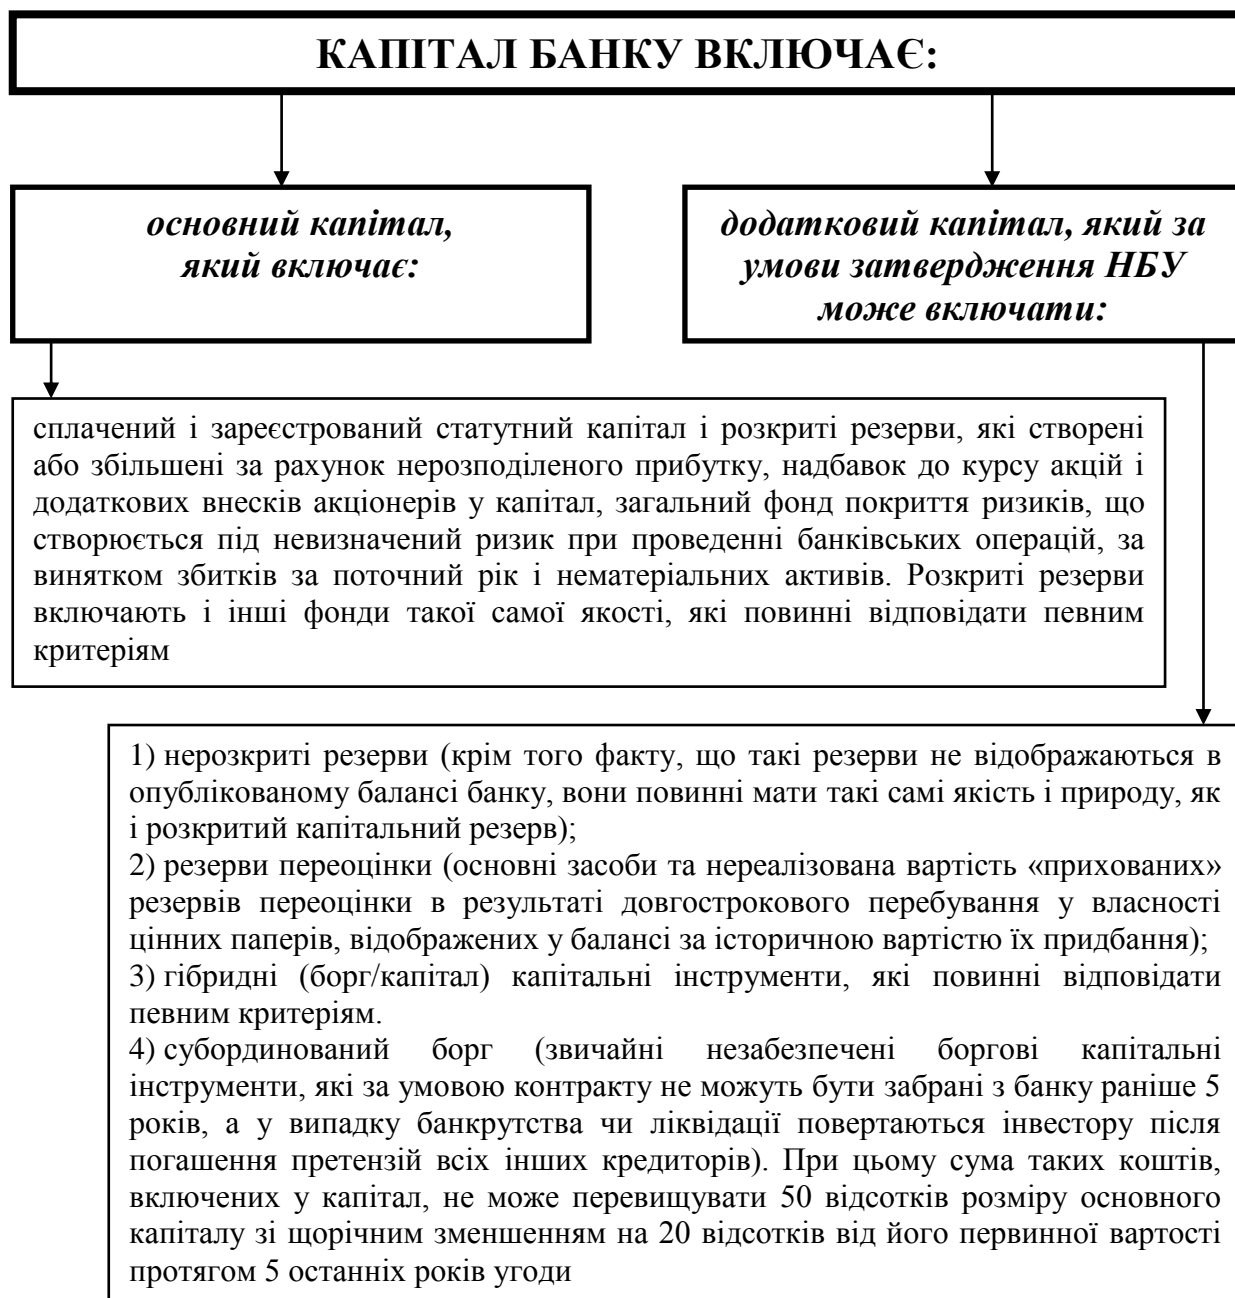 КАПІТАЛ БАНКУ ВКЛЮЧАЄ:
основний капітал,
який включає:
додатковий капітал, який за
умови затвердження НБУ
може включати:
сплачений і зареєстрований статутний капітал і розкриті резерви, які створені
або збільшені за рахунок нерозподіленого прибутку, надбавок до курсу акцій і
додаткових внесків акціонерів у капітал, загальний фонд покриття ризиків, що
створюється під невизначений ризик при проведенні банківських операцій, за
винятком збитків за поточний рік і нематеріальних активів. Розкриті резерви
включають і інші фонди такої самої якості, які повинні відповідати певним
критеріям
1) нерозкриті резерви (крім того факту, що такі резерви не відображаються в
опублікованому балансі банку, вони повинні мати такі самі якість і природу, як
і розкритий капітальний резерв);
2) резерви переоцінки (основні засоби та нереалізована вартість «прихованих»
резервів переоцінки в результаті довгострокового перебування у власності
цінних паперів, відображених у балансі за історичною вартістю їх придбання);
3) гібридні (борг/капітал) капітальні інструменти, які повинні відповідати
певним критеріям.
4) субординований борг (звичайні незабезпечені боргові капітальні
інструменти, які за умовою контракту не можуть бути забрані з банку раніше 5
років, а у випадку банкрутства чи ліквідації повертаються інвестору після
погашення претензій всіх інших кредиторів). При цьому сума таких коштів,
включених у капітал, не може перевищувати 50 відсотків розміру основного
капіталу зі щорічним зменшенням на 20 відсотків від його первинної вартості
протягом 5 останніх років угоди